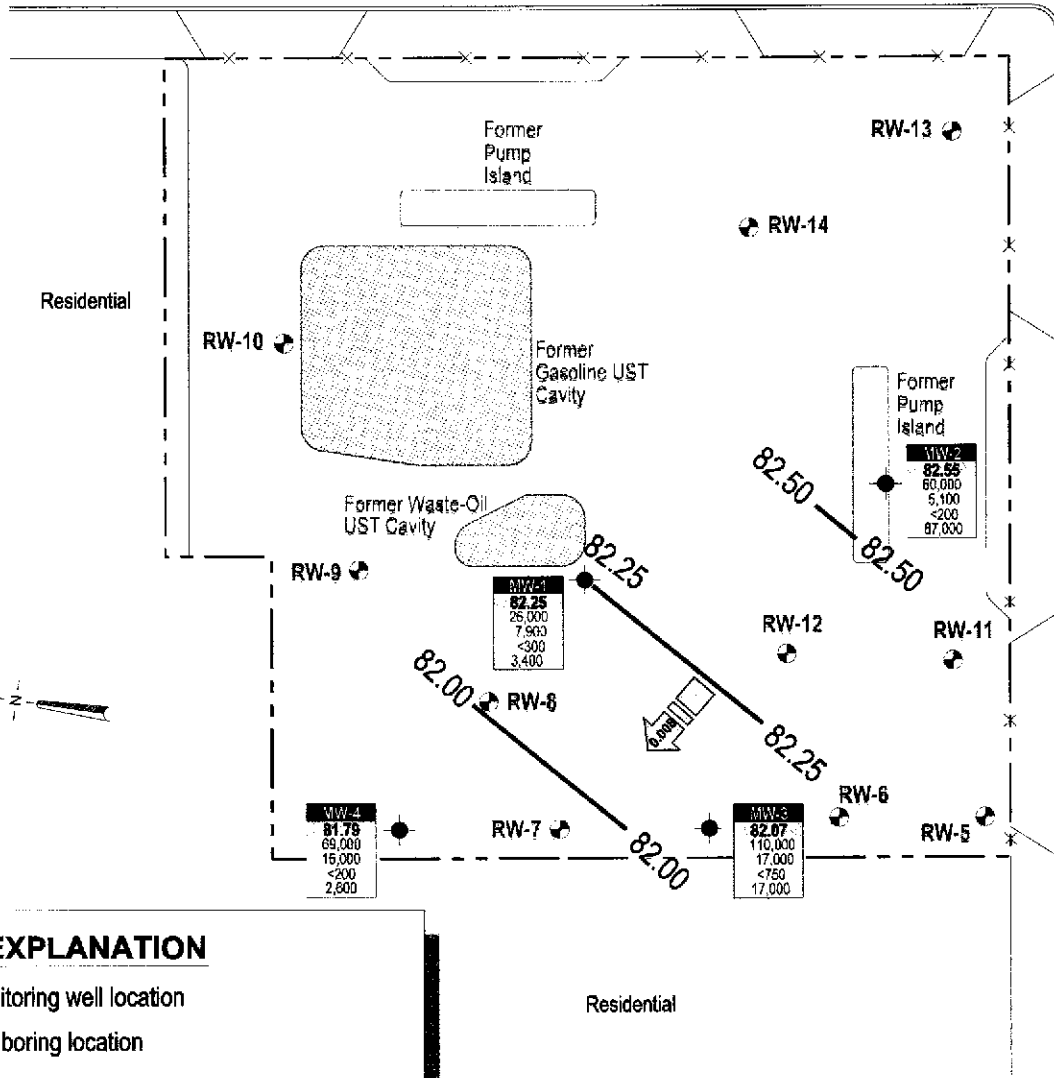 Former
Pump
Island
RW-13
RW-14
Residential
RW-10
Former
Gasoline UST
Cavity
Former
Pump
Island
MW-2
82.55
60,000
5,100
<200
87,000
82.50
82.50
Former Waste-Oil
UST Cavity
82.25
RW-9
MW-1
82.25
26,000
7,900
<300
3,400
RW-12
RW-11
82.00
RW-8
N
0.008
82.25
MW-4
81.79
69,000
15,000
<200
2,600
RW-7
MW-3
82.07
110,000
17,000
<750
17,000
RW-6
RW-5
82.00
EXPLANATION
itoring well location
boring location
Residential